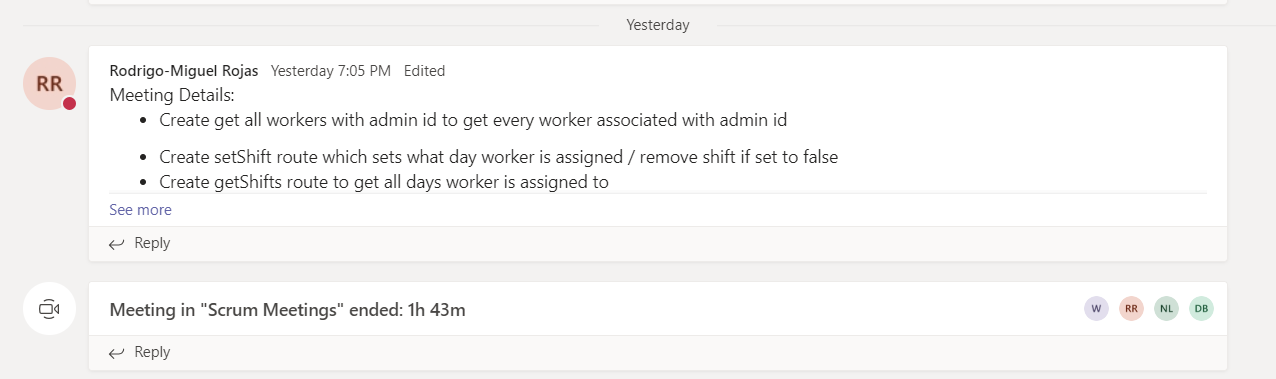 Yesterday
RR
Rodrigo-Miguel Rojas Yesterday 7:05 PM Edited
Meeting Details:
• Create get all workers with admin id to get every worker associated with admin id
• Create setShift route which sets what day worker is assigned / remove shift if set to false
• Create getShifts route to get all days worker is assigned to
See more
Reply
Meeting in "Scrum Meetings" ended: 1h 43m W RR NL DB
Reply